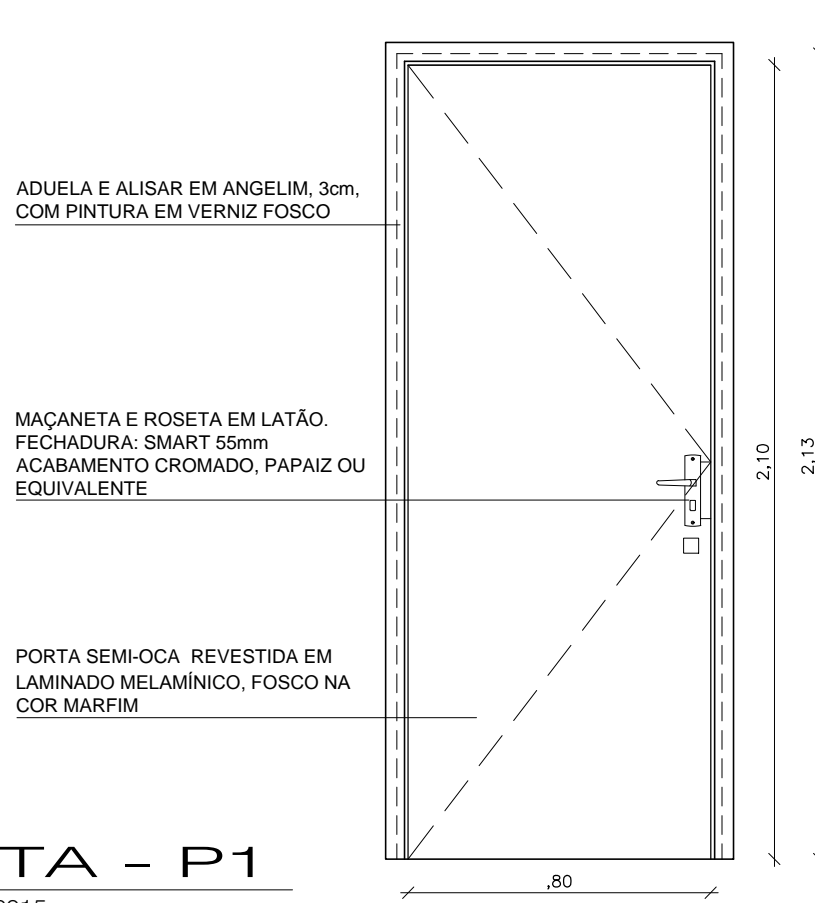 ADUELA E ALISAR EM ANGELIM, 3cm,
COM PINTURA EM VERNIZ FOSCO
MAÇANETA E ROSETA EM LATÃO.
FECHADURA: SMART 55mm
ACABAMENTO CROMADO, PAPAIZ OU
EQUIVALENTE
2,10
2,13
PORTA SEMI-OCA REVESTIDA EM
LAMINADO MELAMÍNICO, FOSCO NA
COR MARFIM
TA - P1
,80